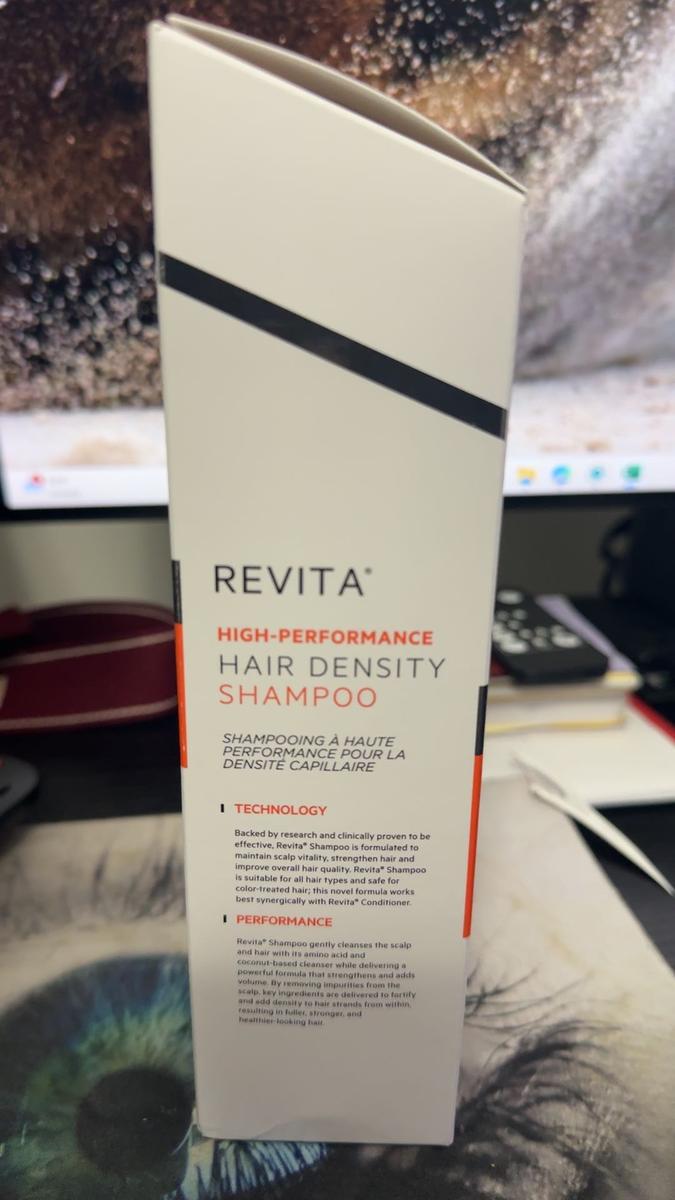 REVITA®
HIGH-PERFORMANCE
HAIR DENSITY
SHAMPOO
SHAMPOOING À HAUTE
PERFORMANCE POUR LA
DENSITÉ CAPILLAIRE
TECHNOLOGY
Backed by research and clinically proven to be
effective, Revita® Shampoo is formulated to
maintain scalp vitality, strengthen hair and
improve overall hair quality. Revita® Shampoo
is suitable for all hair types and safe for
color-treated hair; this novel formula works
best synergically with Revita® Conditioner.
PERFORMANCE
Revita® Shampoo gently cleanses the scalp
and hair with its amino acid and
coconut-based cleanser while delivering a
powerful formula that strengthens and adds
volume. By removing impurities from the
scalp, key ingredients are delivered to fortify
and add density to hair strands from within,
resulting in fuller, stronger, and
healthier-looking hair.